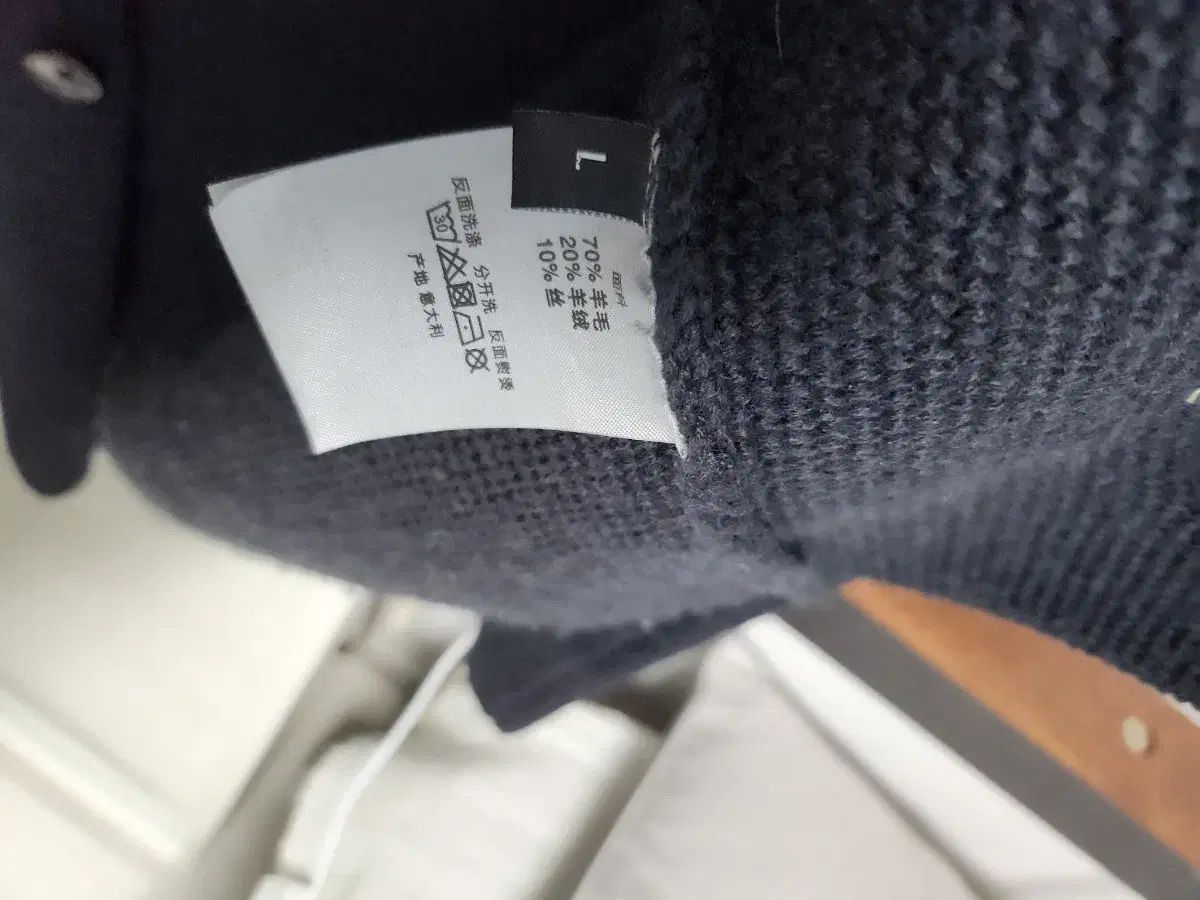 L
面料
70% 羊毛
20% 羊绒
10% 丝
反面洗涤 分开洗 反面熨烫
30
产地 意大利